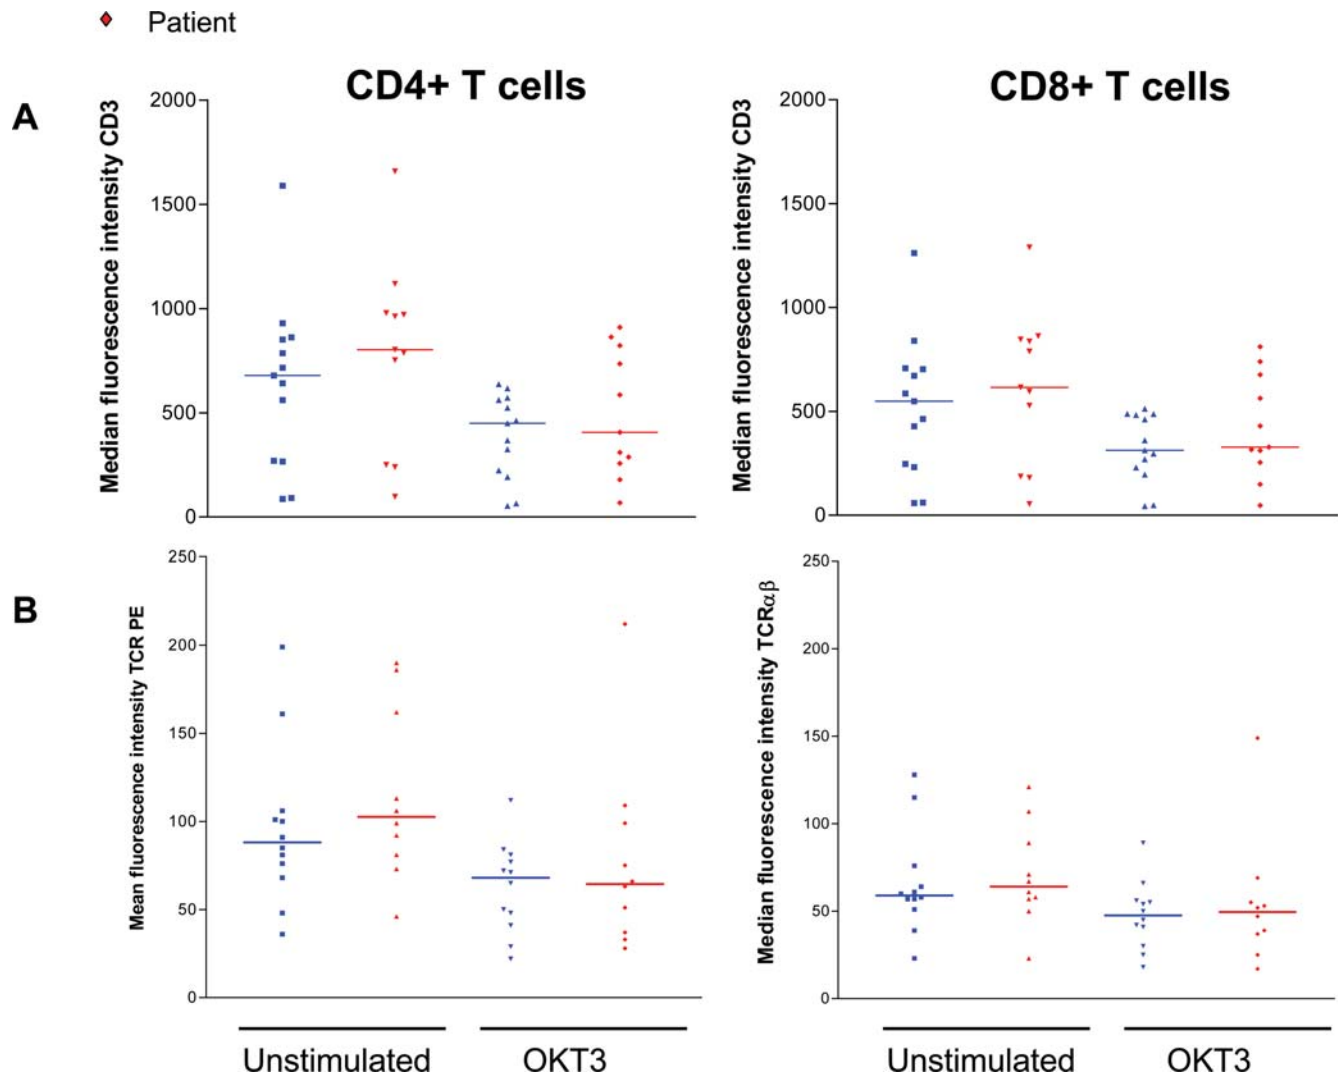 Patient
CD4+ T cells
CD8+ T cells
A
Median fluorescence intensity CD3
2000
1500
1000
500
0
Median fluorescence intensity CD3
2000
1500
1000
500
0
B
Mean fluorescence intensity TCR PE
250
200
150
100
50
0
Median fluorescence intensity TCRαβ
250
200
150
100
50
0
Unstimulated
OKT3
Unstimulated
OKT3